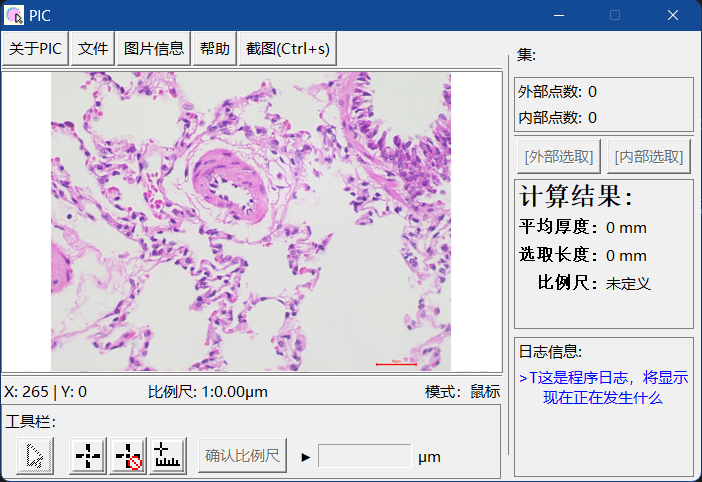 PIC
关于PIC 文件 图片信息 帮助 截图(Ctrl+s)
集:
外部点数: 0
内部点数: 0
[外部选取] [内部选取]
计算结果:
平均厚度: 0 mm
选取长度: 0 mm
比例尺: 未定义
日志信息:
>T这是程序日志，将显示
现在正在发生什么
X: 265 | Y: 0 比例尺: 1:0.00μm 模式: 鼠标
工具栏:
确认比例尺 ▶ μm